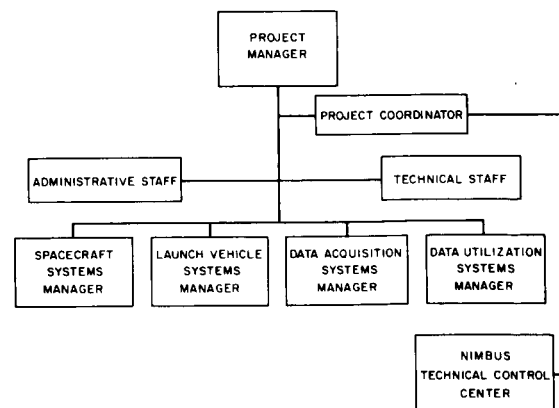 PROJECT
MANAGER
PROJECT COORDINATOR
ADMINISTRATIVE STAFF
TECHNICAL STAFF
SPACECRAFT
SYSTEMS
MANAGER
LAUNCH VEHICLE
SYSTEMS
MANAGER
DATA ACQUISITION
SYSTEMS
MANAGER
DATA UTILIZATION
SYSTEMS
MANAGER
NIMBUS
TECHNICAL CONTROL
CENTER